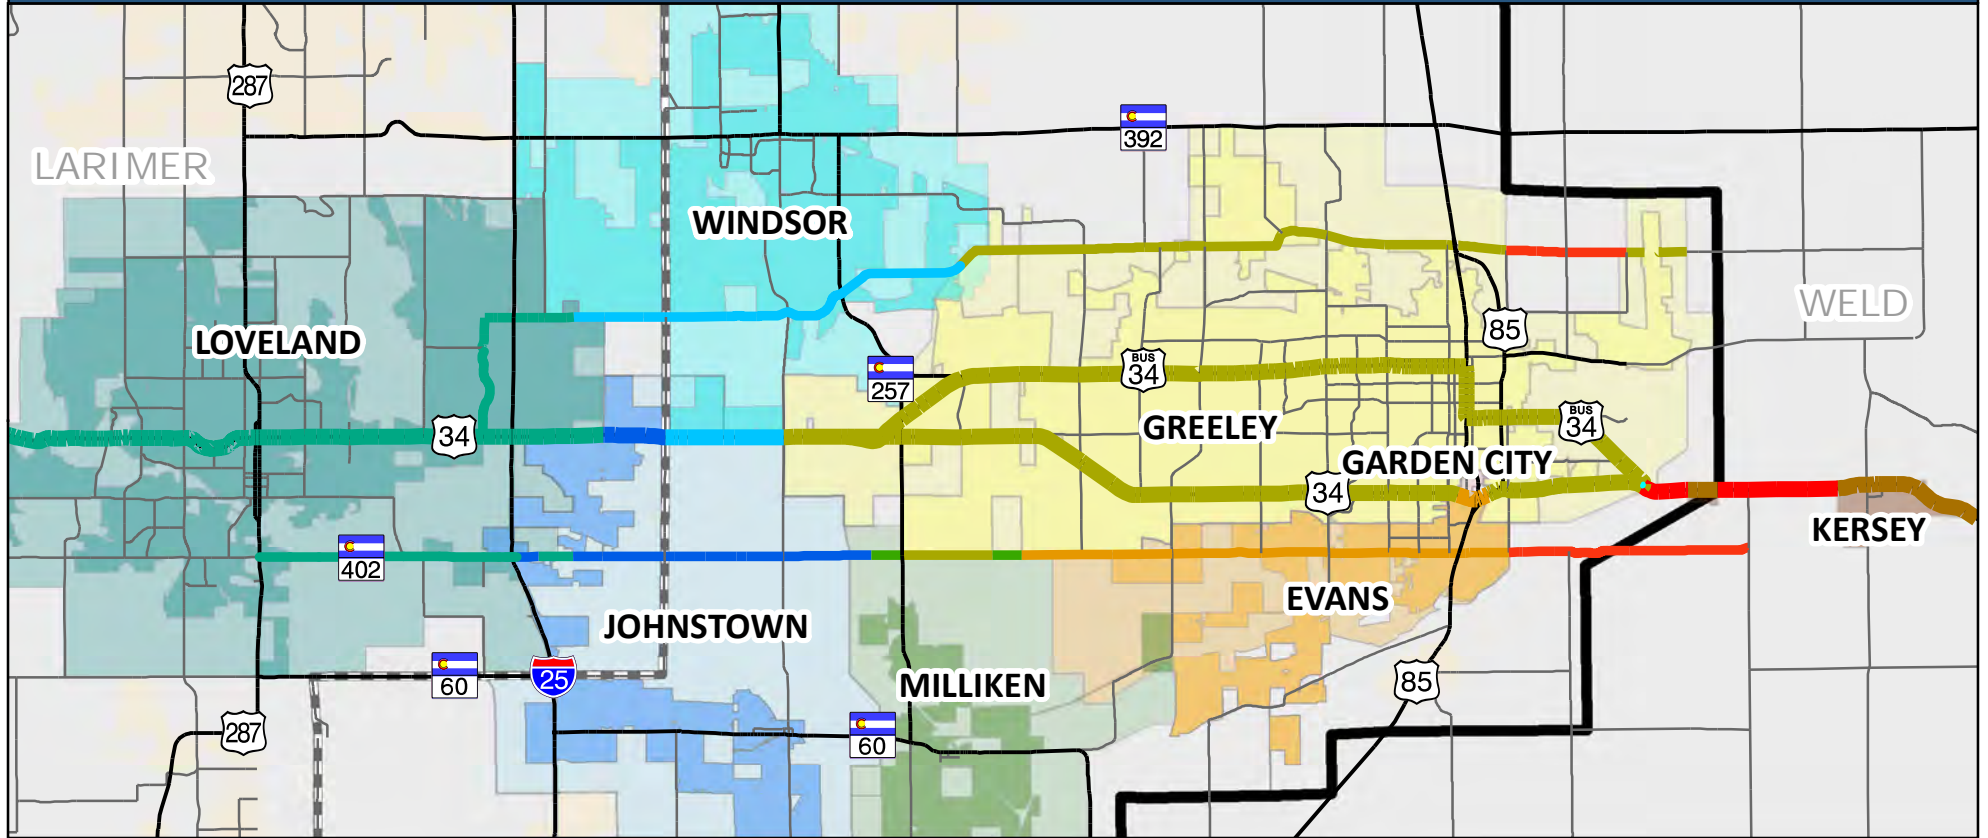 287
392
LARIMER
WINDSOR
WELD
LOVELAND
85
BUS
34
257
BUS
34
GREELEY
34
GARDEN CITY
34
KERSEY
402
EVANS
JOHNSTOWN
60
25
MILLIKEN
85
287
60